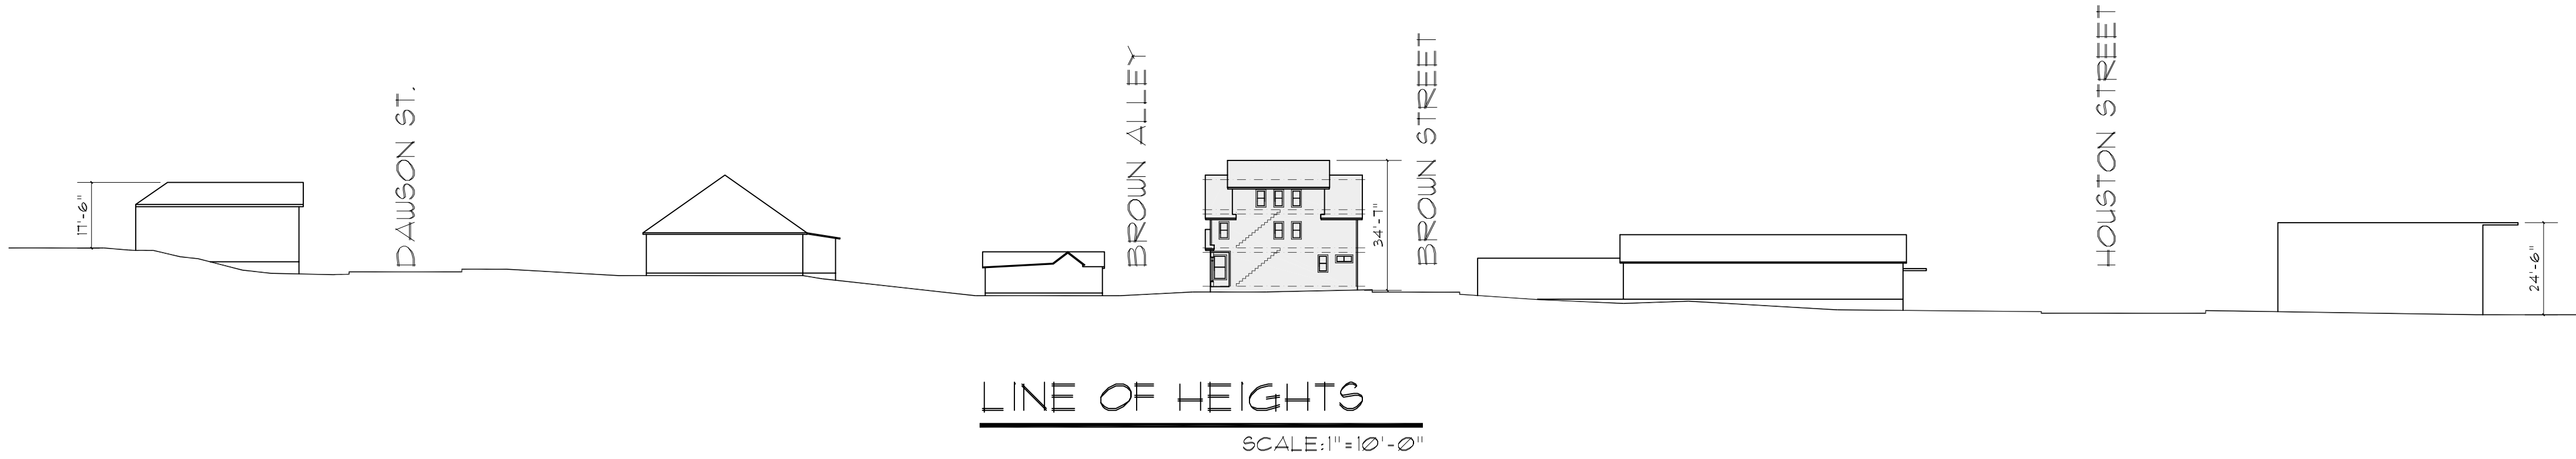 17'-6"
DAWSON ST.
BROWN ALLEY
34'-7"
BROWN STREET
HOUSTON STREET
24'-6"
LINE OF HEIGHTS
SCALE:1"=10'-0"